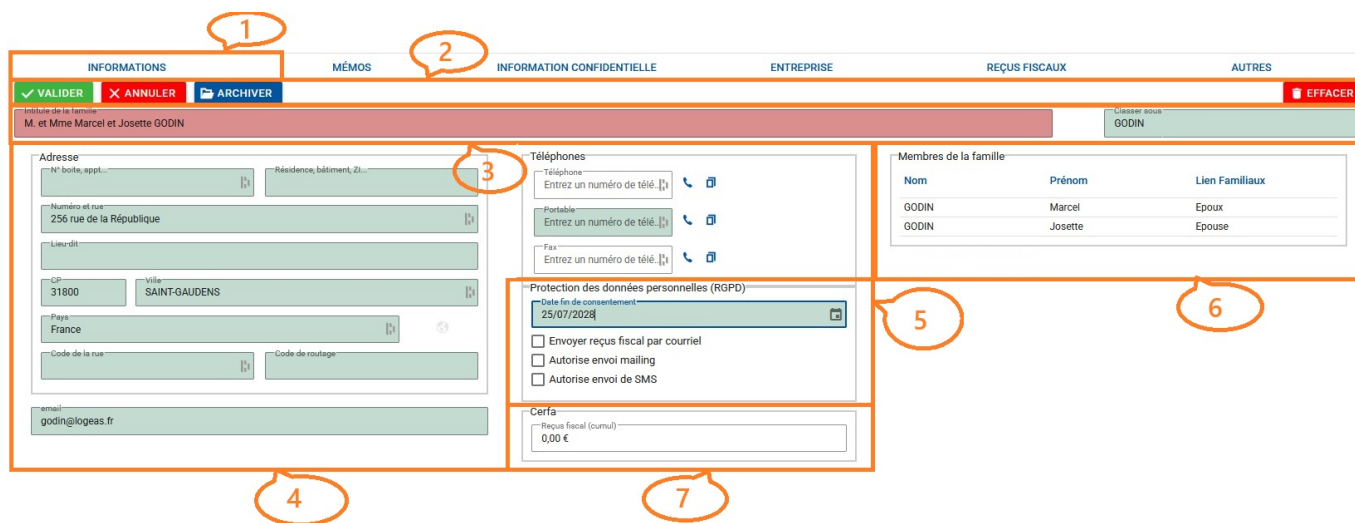 1
2
INFORMATIONS MÉMOS INFORMATION CONFIDENTIELLE ENTREPRISE REÇUS FISCAUX AUTRES
VALIDER ANNULER ARCHIVER EFFACER
Intitulé de la famille Classer sous
M. et Mme Marcel et Josette GODIN GODIN
3
Adresse Téléphones Membres de la famille
N° boite, appt... Résidence, bâtiment, ZI... Téléphone
Entrez un numéro de télé.. Nom Prénom Lien Familiaux
Numéro et rue Portable GODIN Marcel Epoux
256 rue de la République Entrez un numéro de télé.. GODIN Josette Epouse
Lieu-dit Fax
Entrez un numéro de télé..
CP Ville Protection des données personnelles (RGPD)
31800 SAINT-GAUDENS Date fin de consentement
25/07/2028
5
6
Pays
France Envoyer reçus fiscal par courriel
Code de la rue Code de routage Autorise envoi mailing
Autorise envoi de SMS
email Cerfa
godin@logeas.fr Reçus fiscal (cumul)
0,00 €
4
7